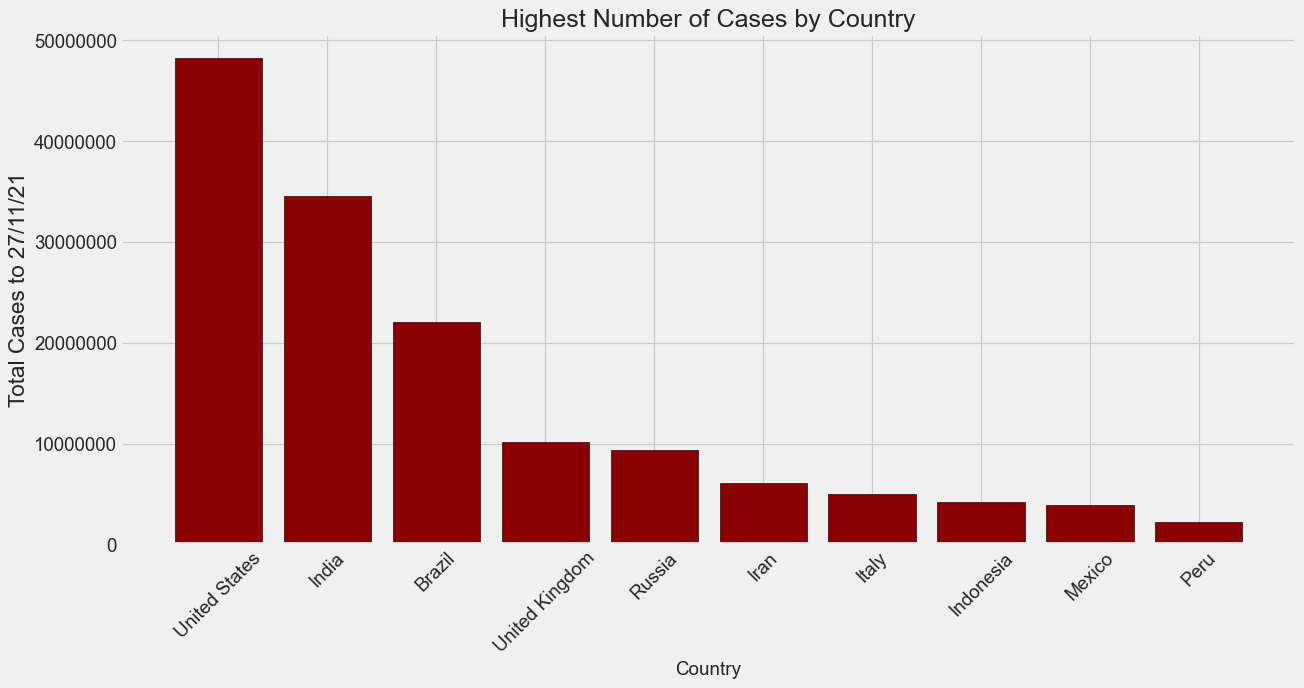 Highest Number of Cases by Country
Total Cases to 27/11/21
50000000
40000000
30000000
20000000
10000000
0
United States
India
Brazil
United Kingdom
Russia
Iran
Italy
Indonesia
Mexico
Peru
Country